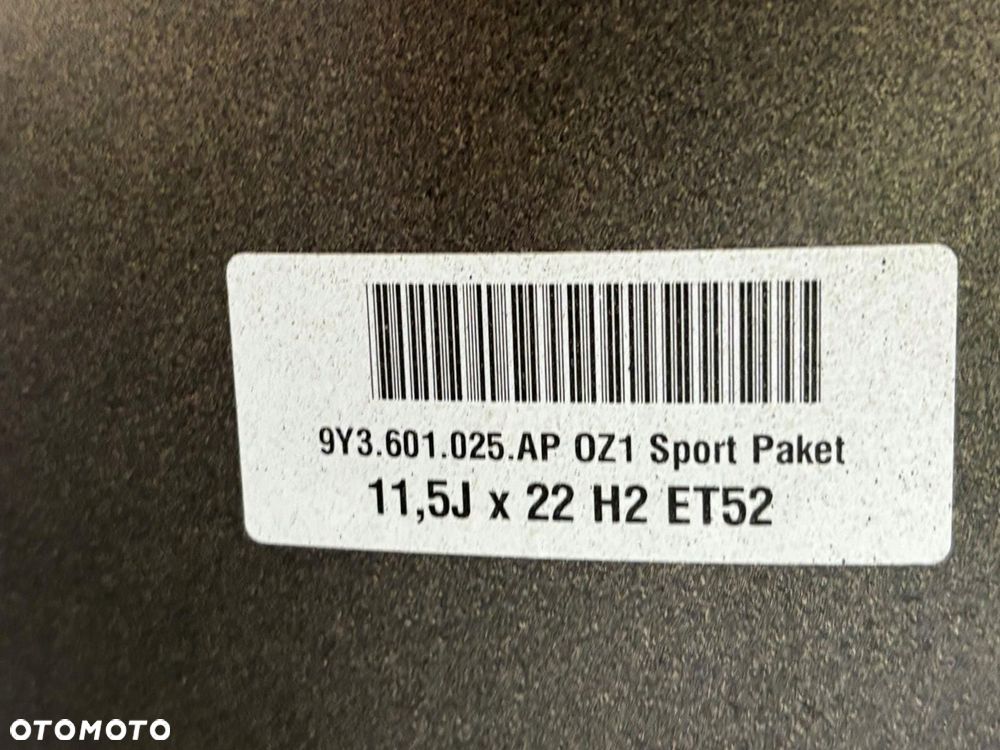 9Y3.601.025.AP OZ1 Sport Paket
11,5J x 22 H2 ET52
OTOMOTO